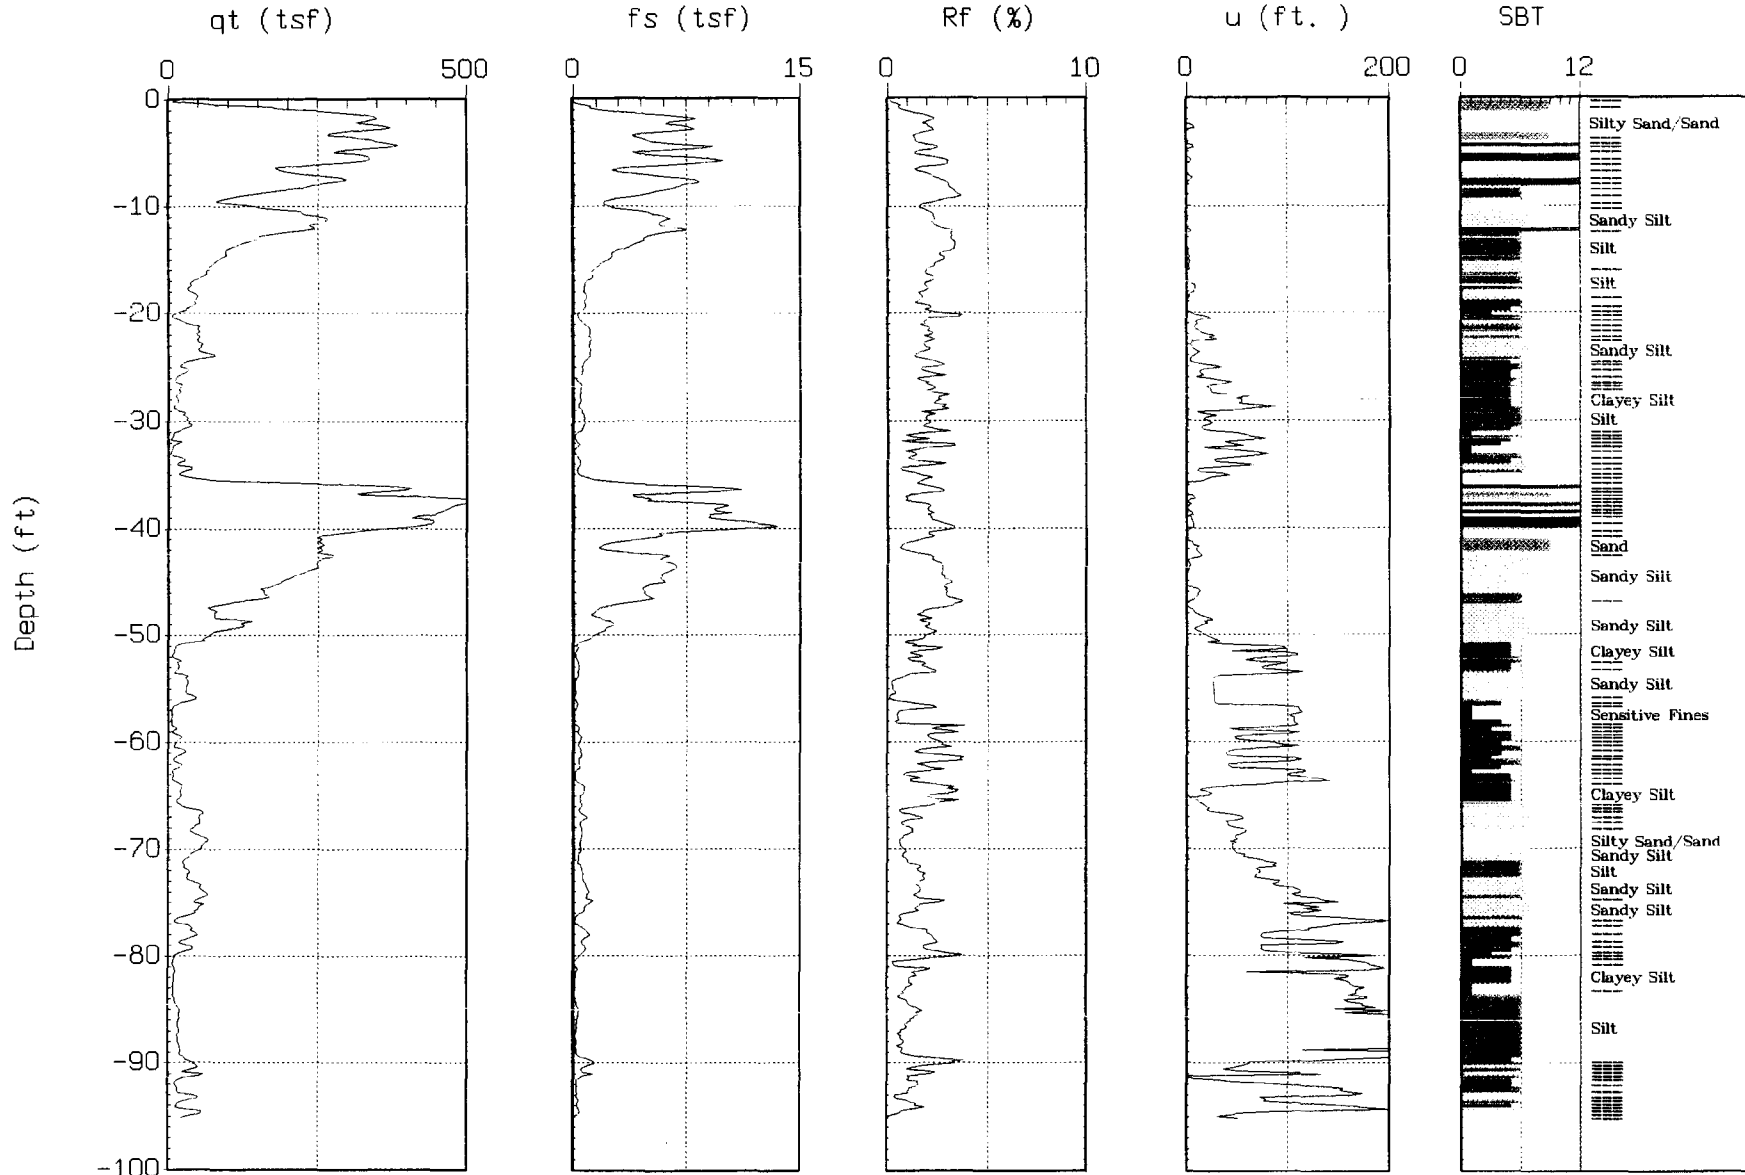 qt (tsf) fs (tsf) Rf (%) u (ft. ) SBT
0 500 0 15 0 10 0 200 0 12
Depth (ft)
0
-10
-20
-30
-40
-50
-60
-70
-80
-90
-100
Silty Sand/Sand
Sandy Silt
Silt
Silt
Sandy Silt
Clayey Silt
Silt
Sand
Sandy Silt
Sandy Silt
Clayey Silt
Sandy Silt
Sensitive Fines
Clayey Silt
Silty Sand/Sand
Sandy Silt
Silt
Sandy Silt
Sandy Silt
Clayey Silt
Silt